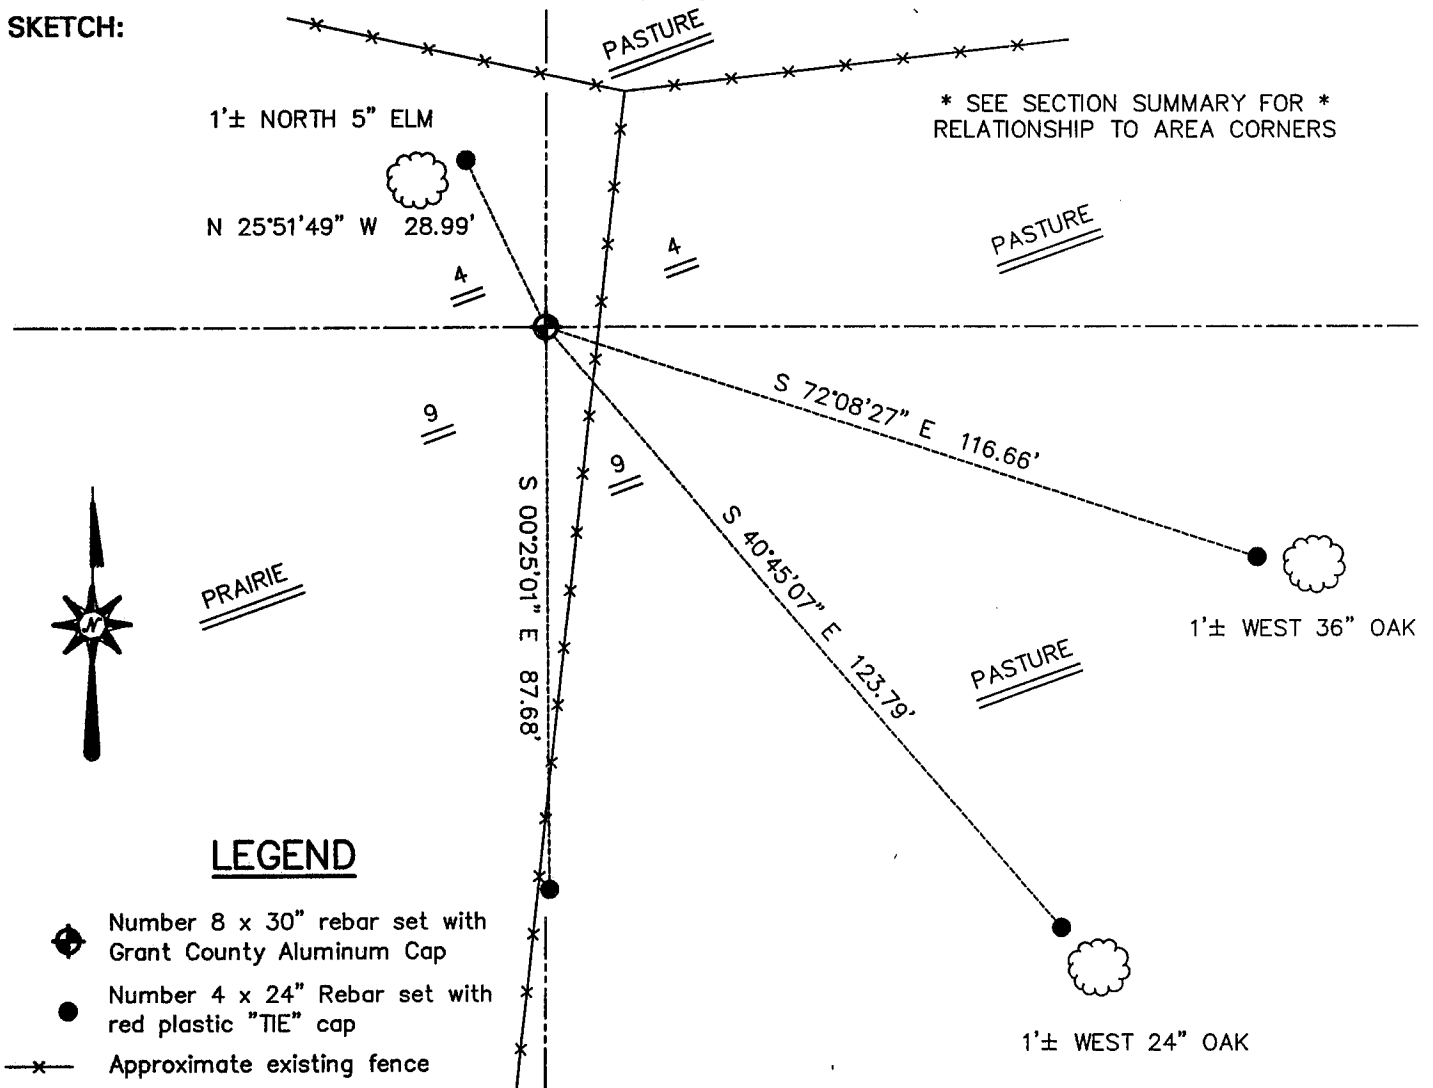 SKETCH:
PASTURE
1'± NORTH 5" ELM
* SEE SECTION SUMMARY FOR *
RELATIONSHIP TO AREA CORNERS
N 25°51'49" W 28.99'
PASTURE
4
4
S 72°08'27" E 116.66'
9
9
S 00°25'01" E 87.68'
S 40°45'07" E 123.79'
PRAIRIE
N
1'± WEST 36" OAK
PASTURE
LEGEND
Number 8 x 30" rebar set with
Grant County Aluminum Cap
Number 4 x 24" Rebar set with
red plastic "TIE" cap
Approximate existing fence
1'± WEST 24" OAK